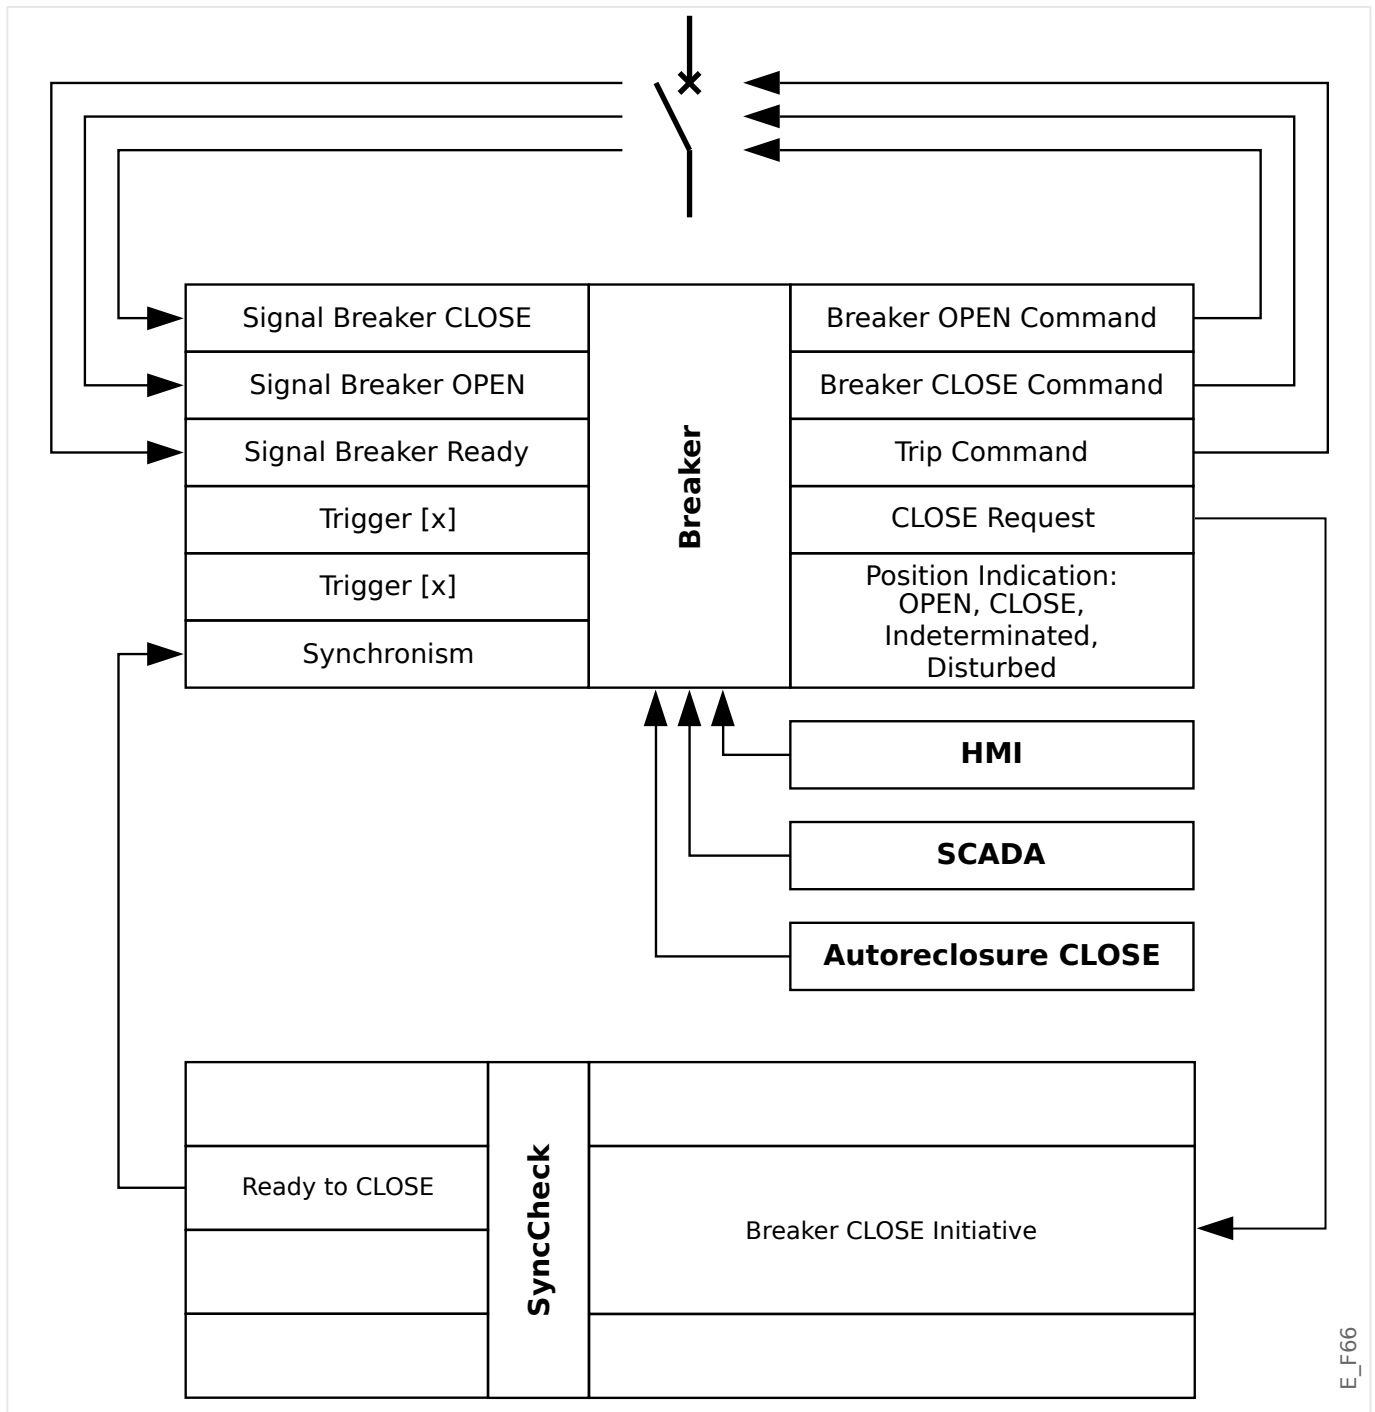 Signal Breaker CLOSE
Signal Breaker OPEN
Signal Breaker Ready
Trigger [x]
Trigger [x]
Synchronism
Breaker
Breaker OPEN Command
Breaker CLOSE Command
Trip Command
CLOSE Request
Position Indication:
OPEN, CLOSE,
Indeterminated,
Disturbed
HMI
SCADA
Autoreclosure CLOSE
Ready to CLOSE
SyncCheck
Breaker CLOSE Initiative
E_F66